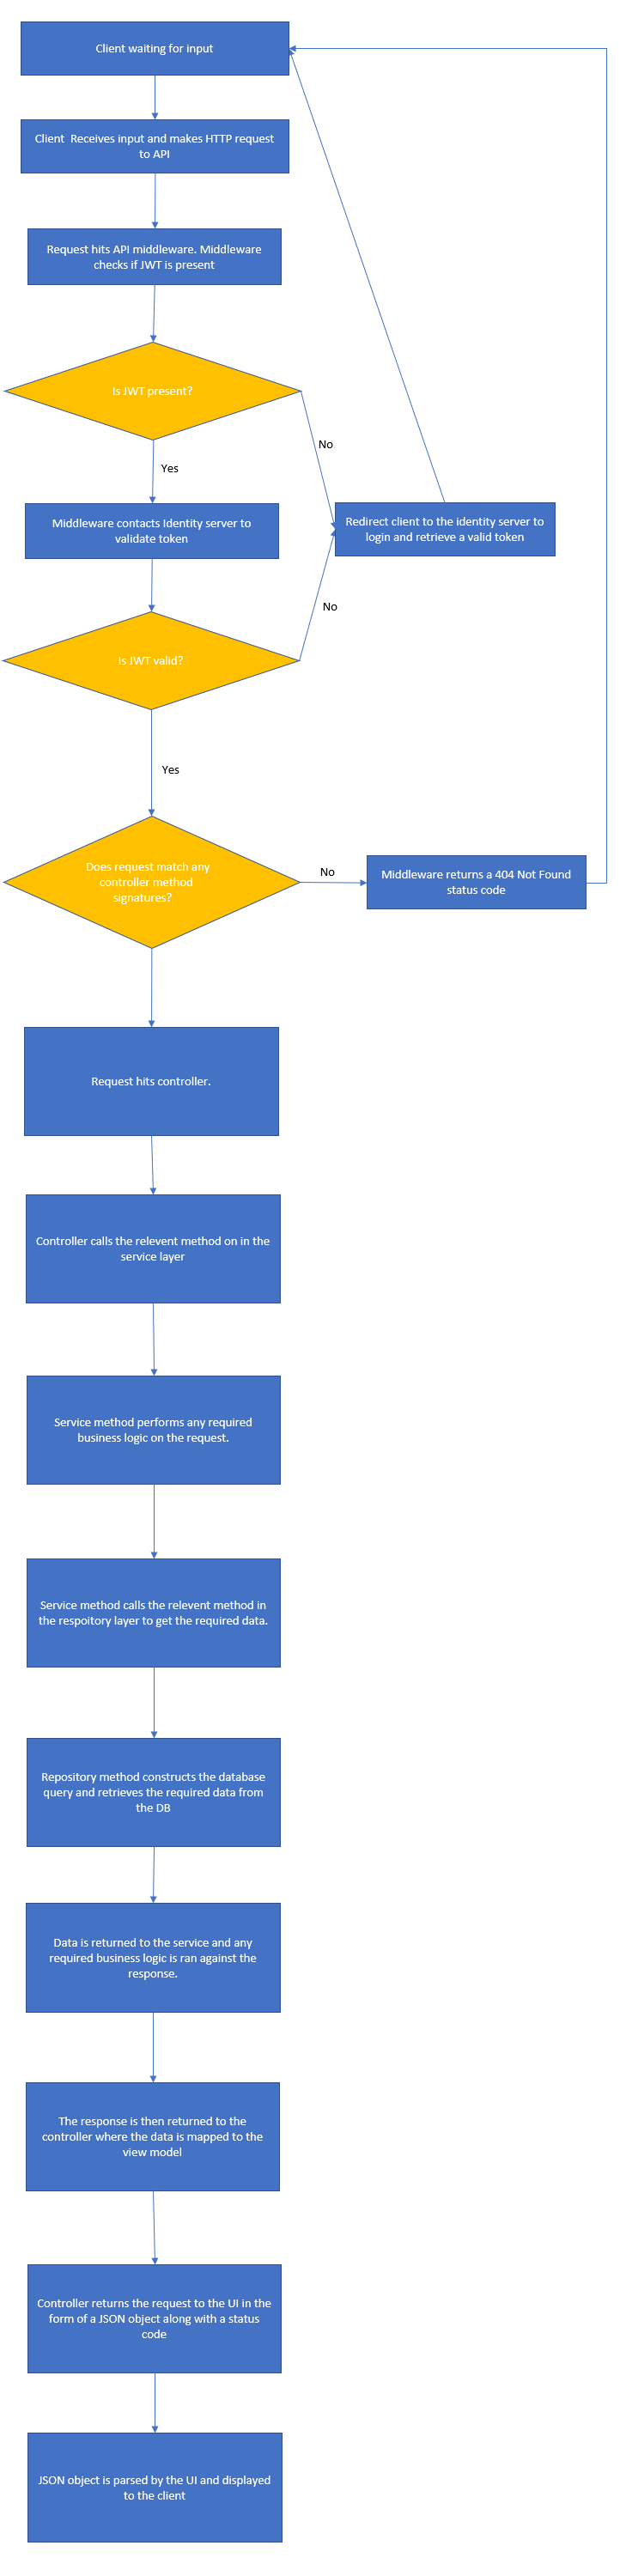 Client waiting for input
Client  Receives input and makes HTTP request
to API
Request hits API middleware. Middleware
checks if JWT is present
Is JWT present?
No
Yes
Middleware contacts Identity server to
validate token
Redirect client to the identity server to
login and retrieve a valid token
No
Is JWT valid?
Yes
Does request match any
controller method
signatures?
No
Middleware returns a 404 Not Found
status code
Request hits controller.
Controller calls the relevent method on in the
service layer
Service method performs any required
business logic on the request.
Service method calls the relevent method in
the respoitory layer to get the required data.
Repository method constructs the database
query and retrieves the required data from
the DB
Data is returned to the service and any
required business logic is ran against the
response.
The response is then returned to the
controller where the data is mapped to the
view model
Controller returns the request to the UI in the
form of a JSON object along with a status
code
JSON object is parsed by the UI and displayed
to the client